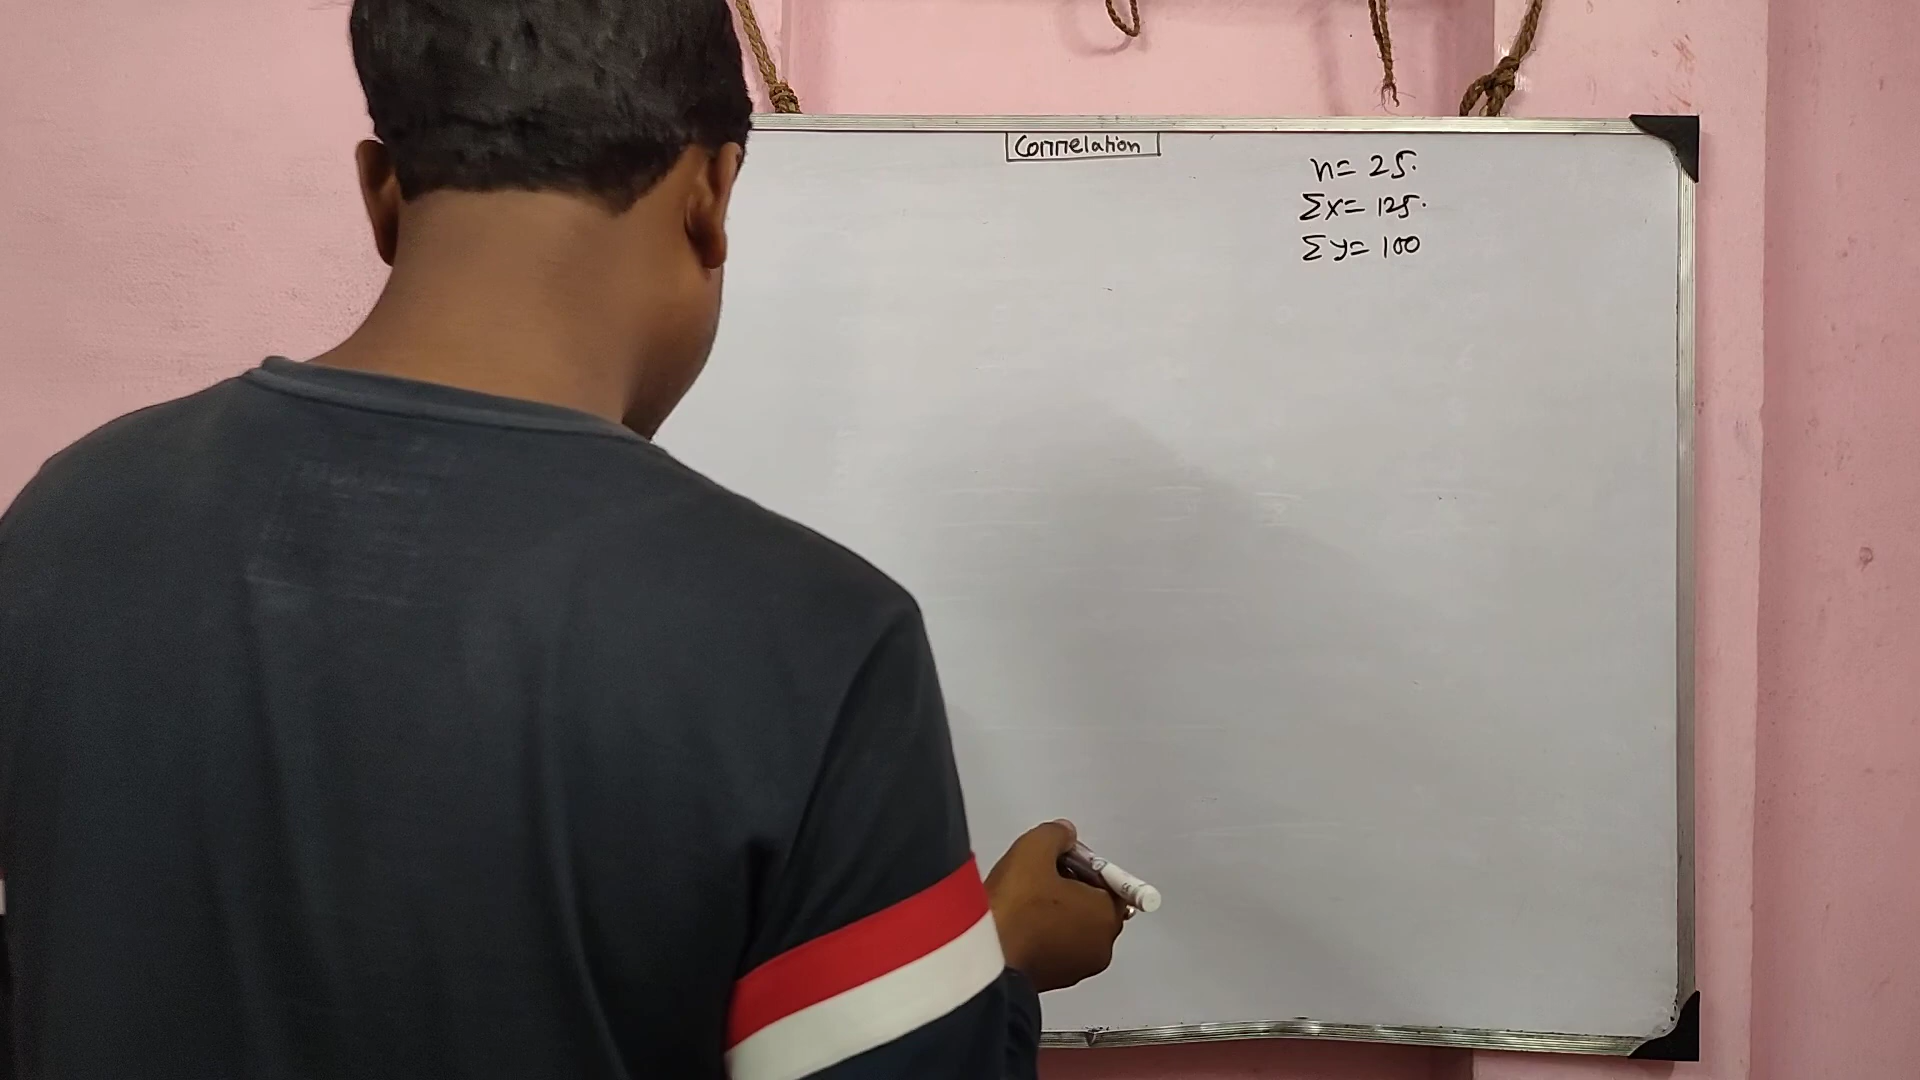 Correlation
n= 25.
Σx= 125.
Σy= 100